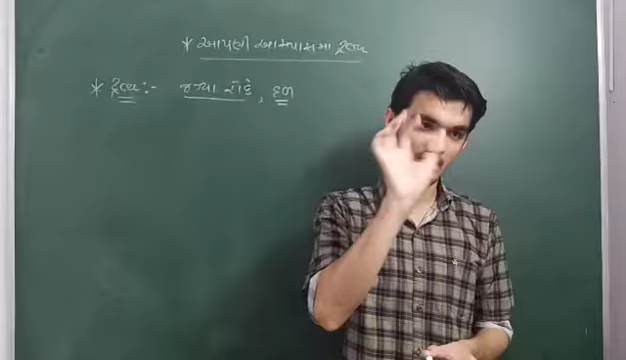 * આપણી આસપાસમા દ્રવ્ય
* દ્રવ્ય :- જગ્યા રોકે, દળ